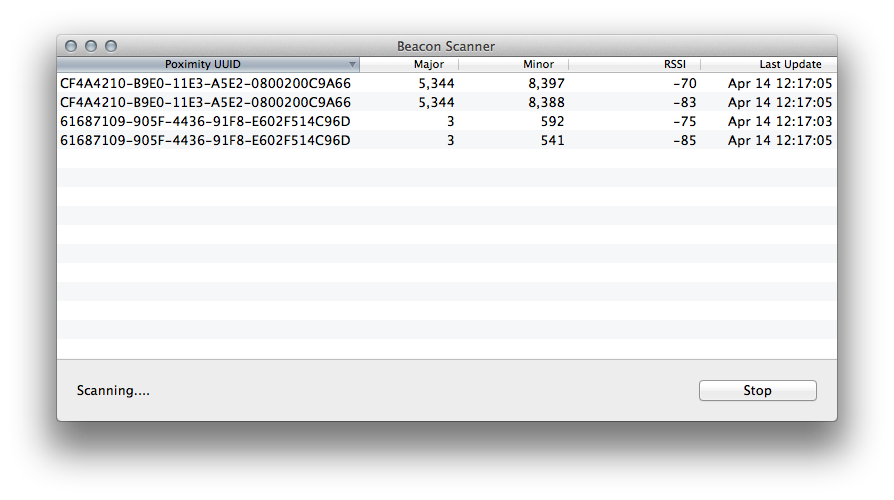 Beacon Scanner
Poximity UUID Major Minor RSSI Last Update
CF4A4210-B9E0-11E3-A5E2-0800200C9A66 5,344 8,397 -70 Apr 14 12:17:05
CF4A4210-B9E0-11E3-A5E2-0800200C9A66 5,344 8,388 -83 Apr 14 12:17:05
61687109-905F-4436-91F8-E602F514C96D 3 592 -75 Apr 14 12:17:03
61687109-905F-4436-91F8-E602F514C96D 3 541 -85 Apr 14 12:17:05
Scanning.... Stop